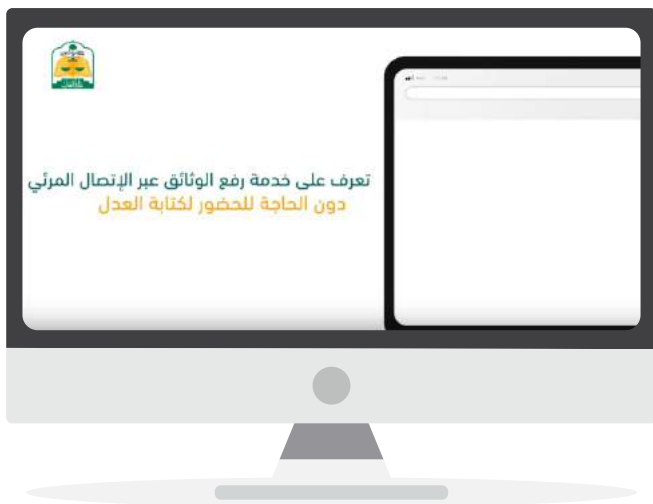 تعرف على خدمة رفع الوثائق عبر الإتصال المرئي
دون الحاجة للحضور لكتابة العدل